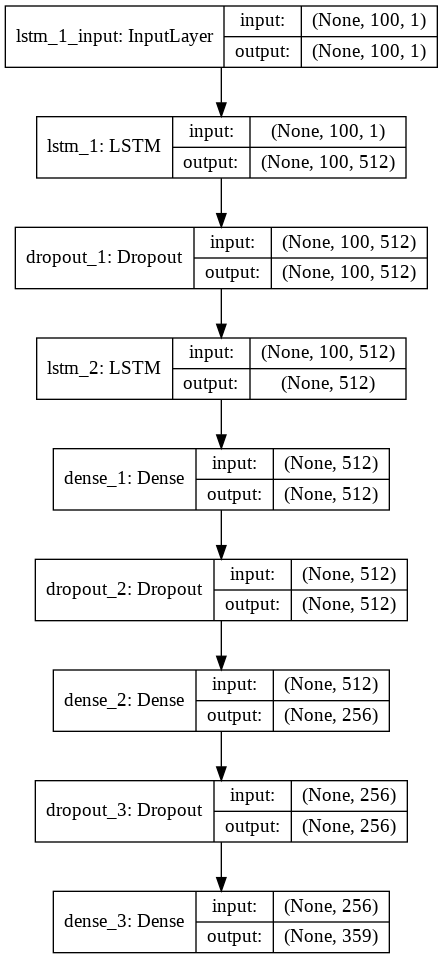 lstm_1_input: InputLayer
input: (None, 100, 1)
output: (None, 100, 1)
lstm_1: LSTM
input: (None, 100, 1)
output: (None, 100, 512)
dropout_1: Dropout
input: (None, 100, 512)
output: (None, 100, 512)
lstm_2: LSTM
input: (None, 100, 512)
output: (None, 512)
dense_1: Dense
input: (None, 512)
output: (None, 512)
dropout_2: Dropout
input: (None, 512)
output: (None, 512)
dense_2: Dense
input: (None, 512)
output: (None, 256)
dropout_3: Dropout
input: (None, 256)
output: (None, 256)
dense_3: Dense
input: (None, 256)
output: (None, 359)